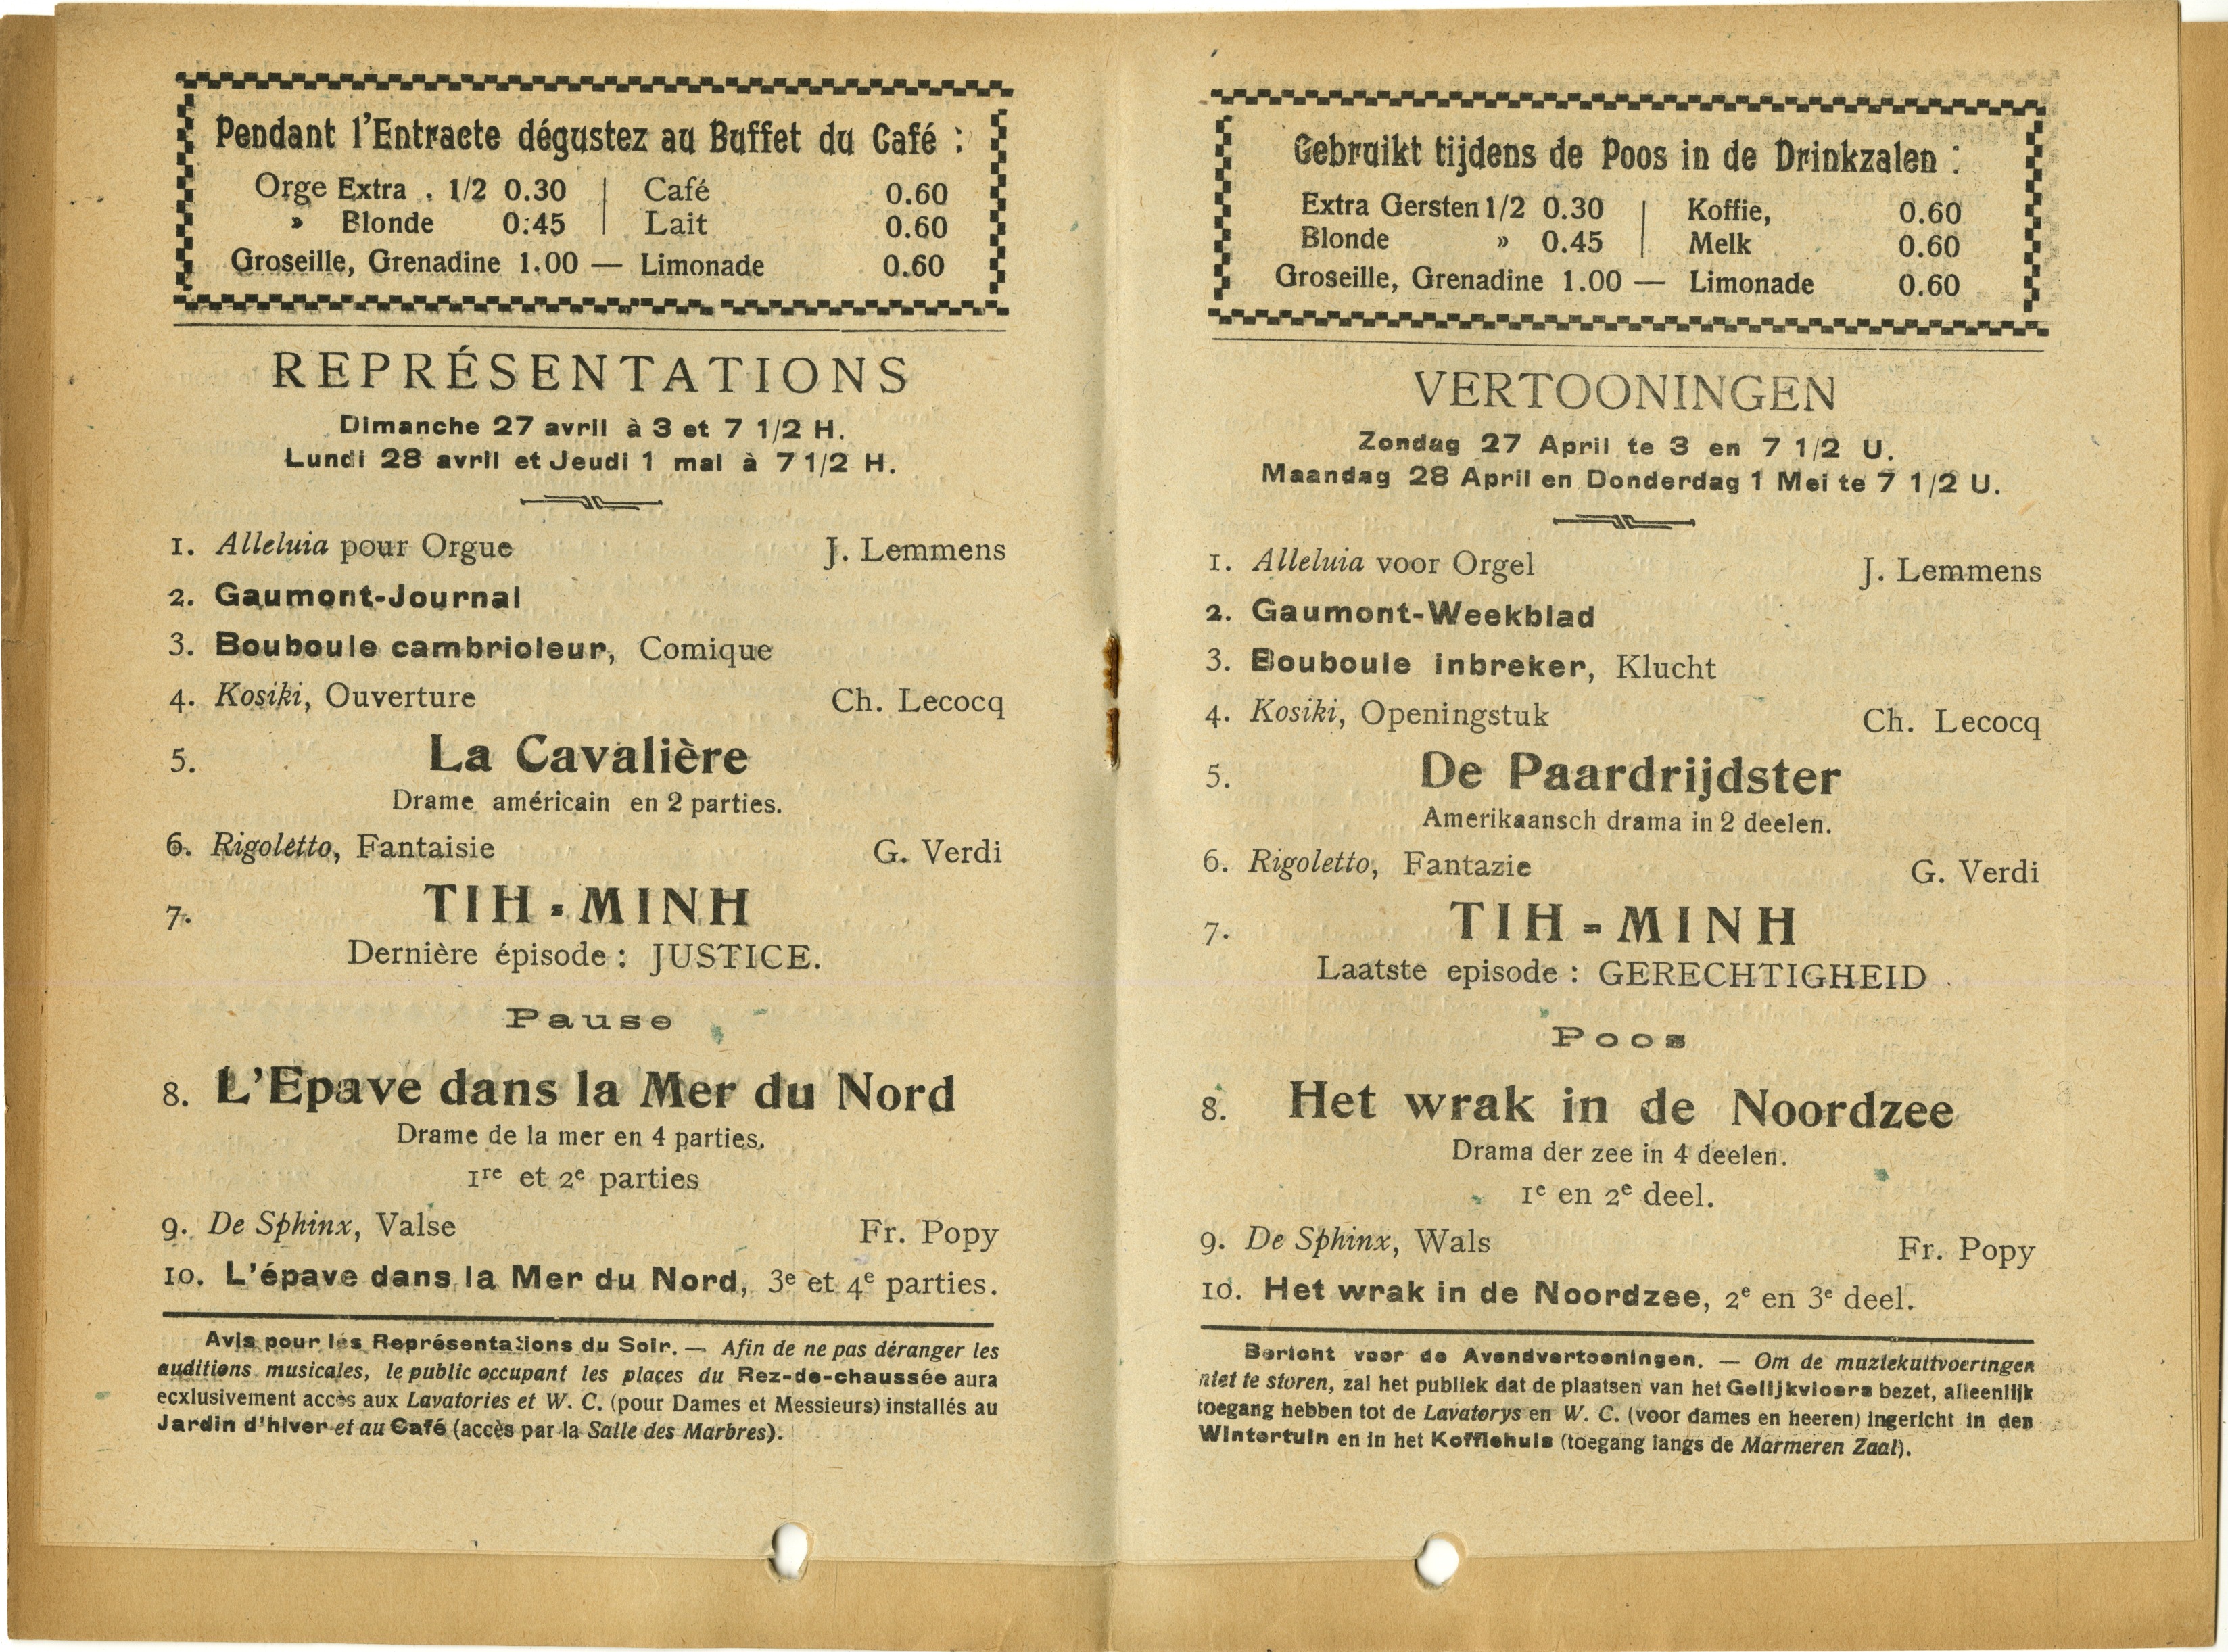 Pendant l'Entracte dégustez au Buffet du Café :
Orge Extra . 1/2 0.30 | Café 0.60
» Blonde 0:45 | Lait 0.60
Groseille, Grenadine 1.00 — Limonade 0.60
REPRÉSENTATIONS
Dimanche 27 avril à 3 et 7 1/2 H.
Lundi 28 avril et Jeudi 1 mai à 7 1/2 H.
1. Alleluia pour Orgue J. Lemmens
2. Gaumont-Journal
3. Bouboule cambrioleur, Comique
4. Kosiki, Ouverture Ch. Lecocq
5. La Cavalière
Drame américain en 2 parties.
6. Rigoletto, Fantaisie G. Verdi
7. TIH-MINH
Dernière épisode : JUSTICE.
Pause
8. L'Epave dans la Mer du Nord
Drame de la mer en 4 parties.
1re et 2e parties
9. De Sphinx, Valse Fr. Popy
10. L'épave dans la Mer du Nord, 3e et 4e parties.
Avis pour les Représentations du Soir. — Afin de ne pas déranger les
auditions musicales, le public occupant les places du Rez-de-chaussée aura
ecxlusivement accès aux Lavatories et W. C. (pour Dames et Messieurs) installés au
Jardin d'hiver et au Café (accès par la Salle des Marbres).
Gebruikt tijdens de Poos in de Drinkzalen :
Extra Gersten 1/2 0.30 | Koffie, 0.60
Blonde » 0.45 | Melk 0.60
Groseille, Grenadine 1.00 — Limonade 0.60
VERTOONINGEN
Zondag 27 April te 3 en 7 1/2 U.
Maandag 28 April en Donderdag 1 Mei te 7 1/2 U.
1. Alleluia voor Orgel J. Lemmens
2. Gaumont-Weekblad
3. Bouboule inbreker, Klucht
4. Kosiki, Openingstuk Ch. Lecocq
5. De Paardrijdster
Amerikaansch drama in 2 deelen.
6. Rigoletto, Fantazie G. Verdi
7. TIH-MINH
Laatste episode : GERECHTIGHEID
Poos
8. Het wrak in de Noordzee
Drama der zee in 4 deelen.
1e en 2e deel.
9. De Sphinx, Wals Fr. Popy
10. Het wrak in de Noordzee, 2e en 3e deel.
Bericht voor de Avondvertooningen. — Om de muziekuitvoeringen
niet te storen, zal het publiek dat de plaatsen van het Gelijkvloers bezet, alleenlijk
toegang hebben tot de Lavatorys en W. C. (voor dames en heeren) ingericht in den
Wintertuin en in het Koffiehuis (toegang langs de Marmeren Zaal).